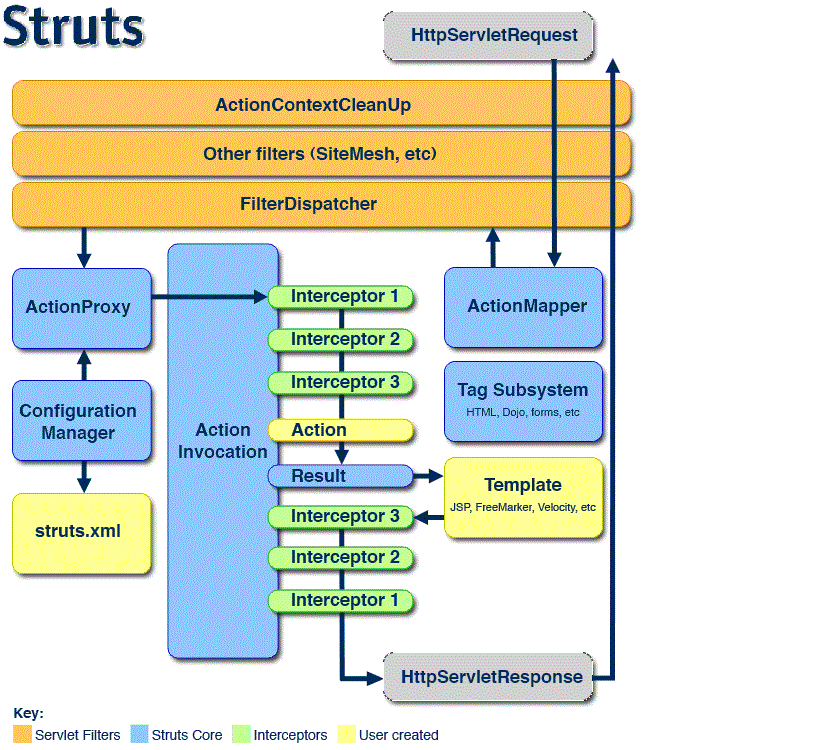 Struts
HttpServletRequest
ActionContextCleanUp
Other filters (SiteMesh, etc)
FilterDispatcher
ActionProxy
Interceptor 1
ActionMapper
Interceptor 2
Interceptor 3
Tag Subsystem
HTML, Dojo, forms, etc
Configuration
Manager
Action
Invocation
Action
Result
Template
JSP, FreeMarker, Velocity, etc
struts.xml
Interceptor 3
Interceptor 2
Interceptor 1
HttpServletResponse
Key:
Servlet Filters
Struts Core
Interceptors
User created